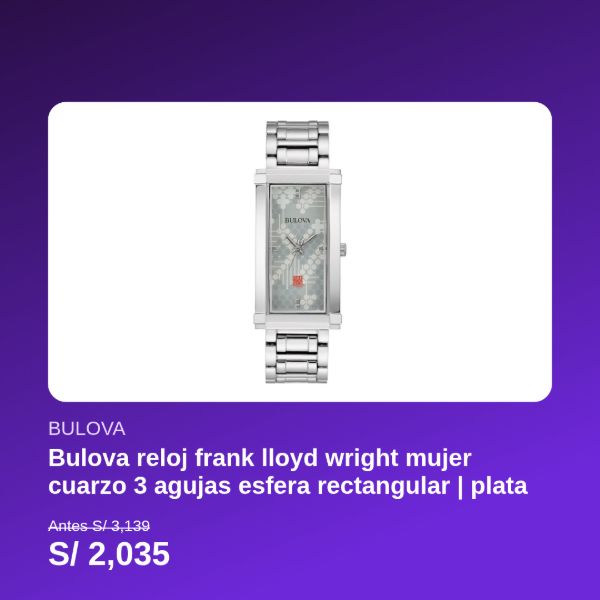 BULOVA
BULOVA
Bulova reloj frank lloyd wright mujer
cuarzo 3 agujas esfera rectangular | plata
Antes S/ 3,139
S/ 2,035